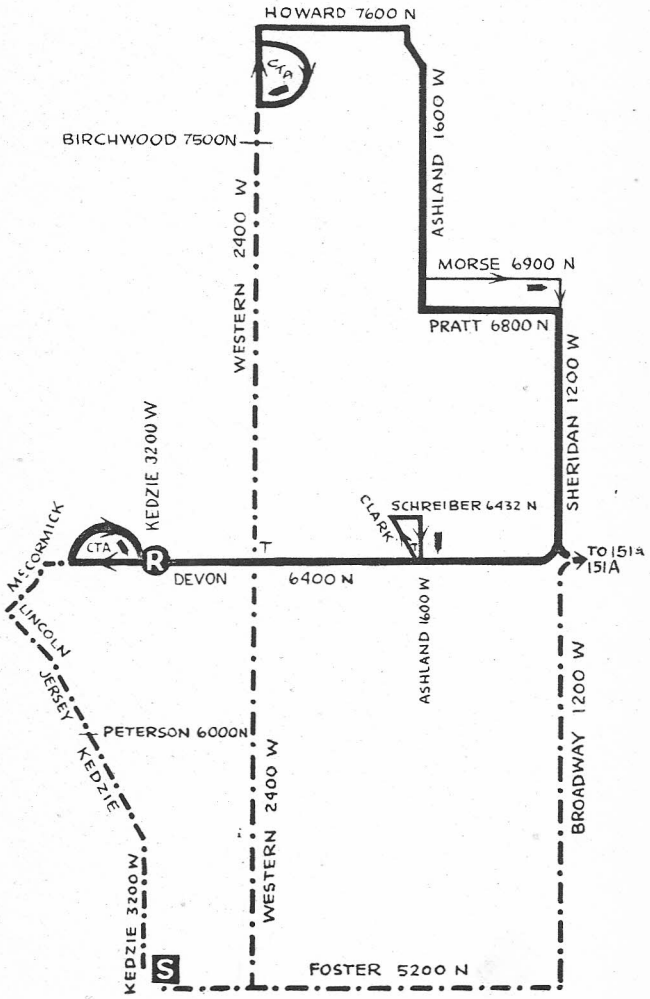 HOWARD 7600 N
CTA
ASHLAND 1600 W
BIRCHWOOD 7500N
WESTERN 2400 W
MORSE 6900 N
PRATT 6800 N
SHERIDAN 1200 W
KEDZIE 3200 W
CLARK
SCHREIBER 6432 N
T
T
MCCORMICK
CTA
R
DEVON 6400 N
TO 151 &
151A
LINCOLN
ASHLAND 1600 W
JERSEY
PETERSON 6000N
KEDZIE
BROADWAY 1200 W
WESTERN 2400 W
KEDZIE 3200 W
S
FOSTER 5200 N